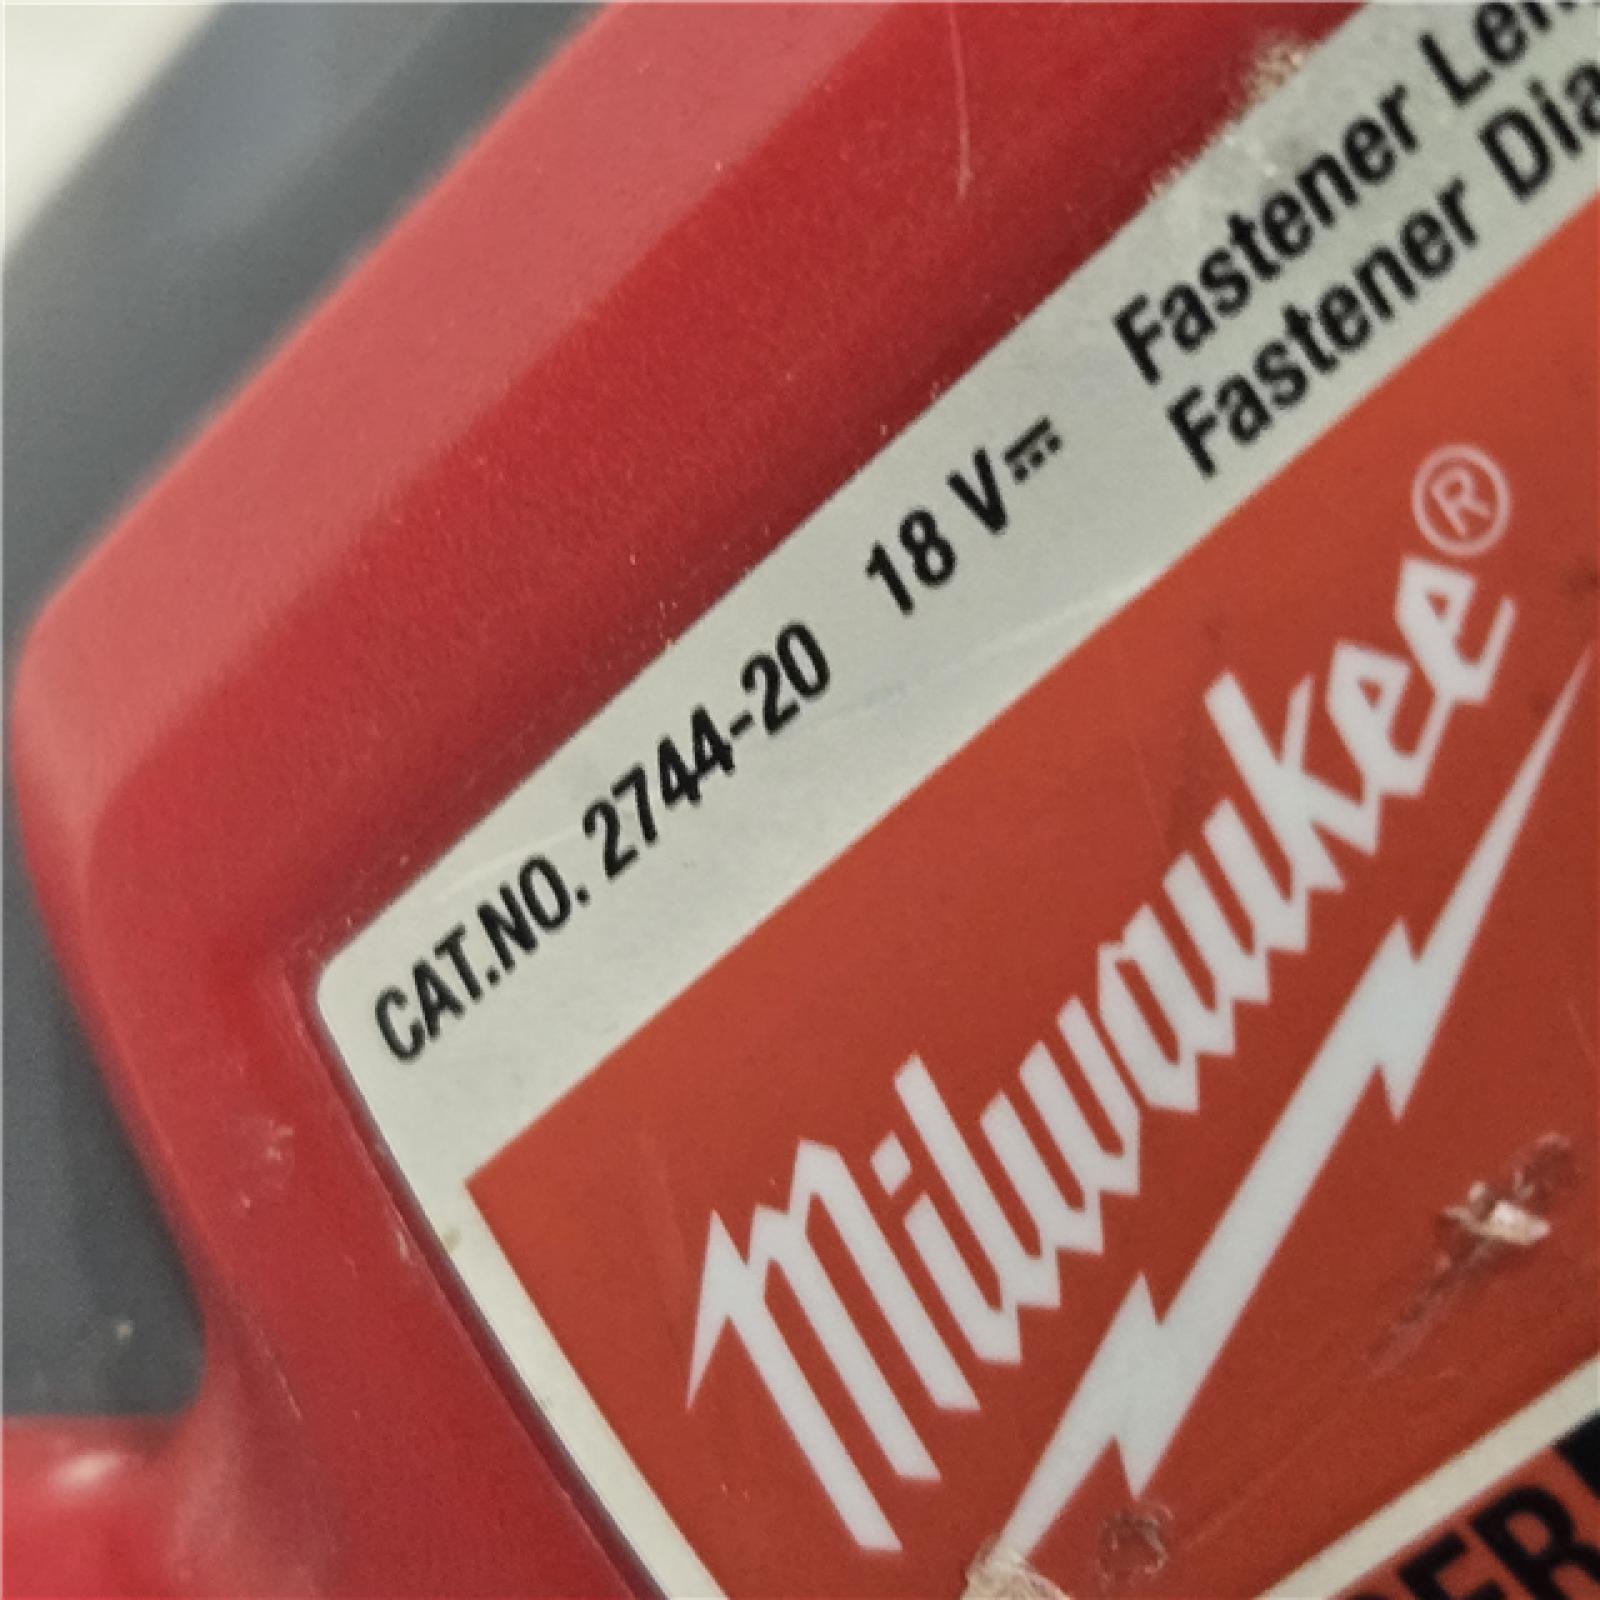 CAT.NO. 2744-20 18 V⎓
Fastener
Fastener
Milwaukee®